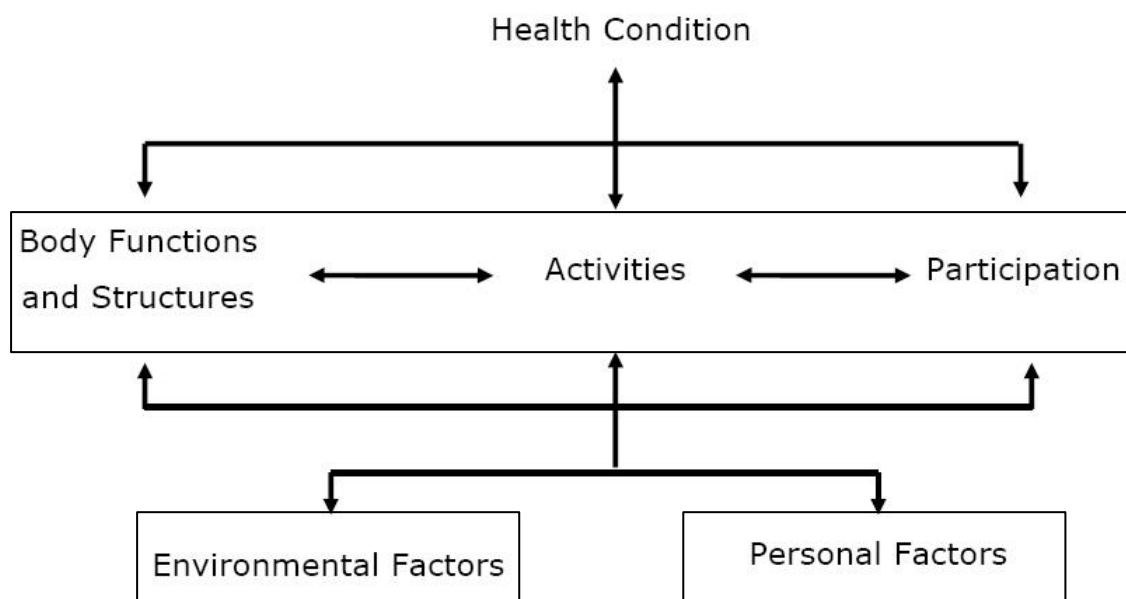 Health Condition
Body Functions
and Structures
Activities
Participation
Environmental Factors
Personal Factors